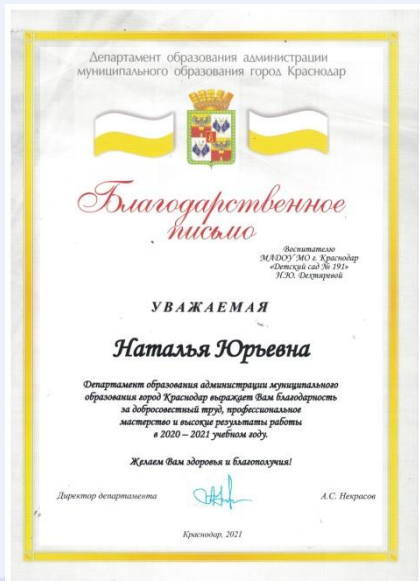 Департамент образования администрации
муниципального образования город Краснодар
Благодарственное
письмо
Воспитателю
МАДОУ МО г. Краснодар
«Детский сад № 191»
Н.Ю. Дехтяревой
УВАЖАЕМАЯ
Наталья Юрьевна
Департамент образования администрации муниципального
образования город Краснодар выражает Вам благодарность
за добросовестный труд, профессиональное
мастерство и высокие результаты работы
в 2020 – 2021 учебном году.
Желаем Вам здоровья и благополучия!
Директор департамента А.С. Некрасов
Краснодар, 2021